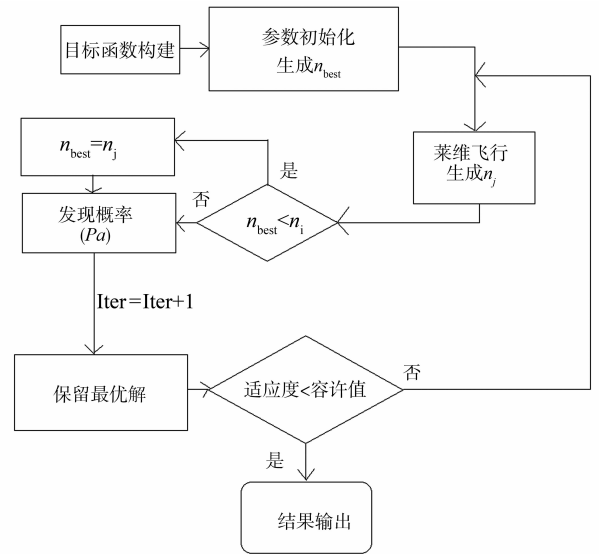 目标函数构建
参数初始化
生成nbest
莱维飞行
生成nj
nbest=nj
是
否
nbest<ni
发现概率
(Pa)
Iter=Iter+1
保留最优解
适应度<容许值
否
是
结果输出